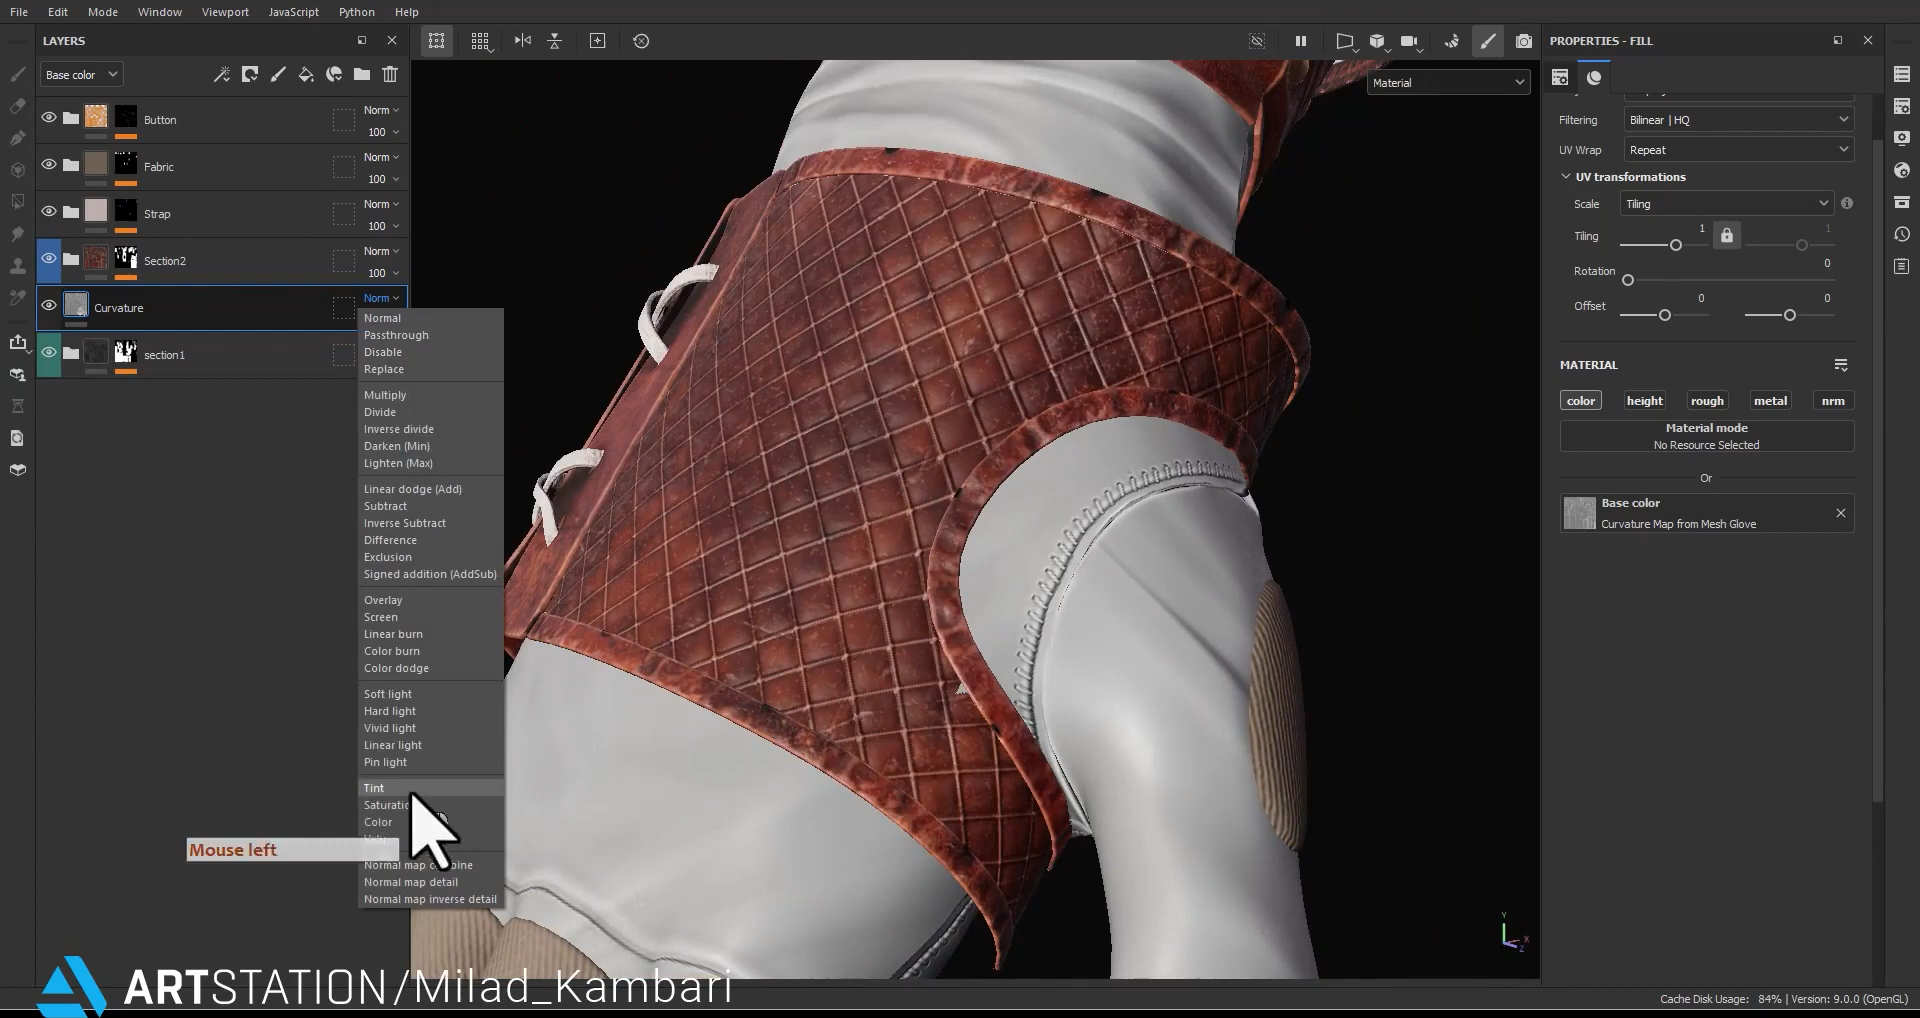 File Edit Mode Window Viewport JavaScript Python Help
LAYERS
Base color
Button Norm
100
Fabric Norm
100
Strap Norm
100
Section2 Norm
100
Curvature Norm
section1
Normal
Passthrough
Disable
Replace
Multiply
Divide
Inverse divide
Darken (Min)
Lighten (Max)
Linear dodge (Add)
Subtract
Inverse Subtract
Difference
Exclusion
Signed addition (AddSub)
Overlay
Screen
Linear burn
Color burn
Color dodge
Soft light
Hard light
Vivid light
Linear light
Pin light
Tint
Color
Normal map
Normal map detail
Normal map inverse detail
Mouse left
Material
Y
X
Z
PROPERTIES - FILL
Filtering Bilinear | HQ
UV Wrap Repeat
UV transformations
Scale Tiling
Tiling 1 1
Rotation 0
Offset 0 0
MATERIAL
color height rough metal nrm
Material mode
No Resource Selected
Or
Base color
Curvature Map from Mesh Glove
ARTSTATION/Milad_Kambari
Cache Disk Usage: 84% | Version: 9.0.0 (OpenGL)